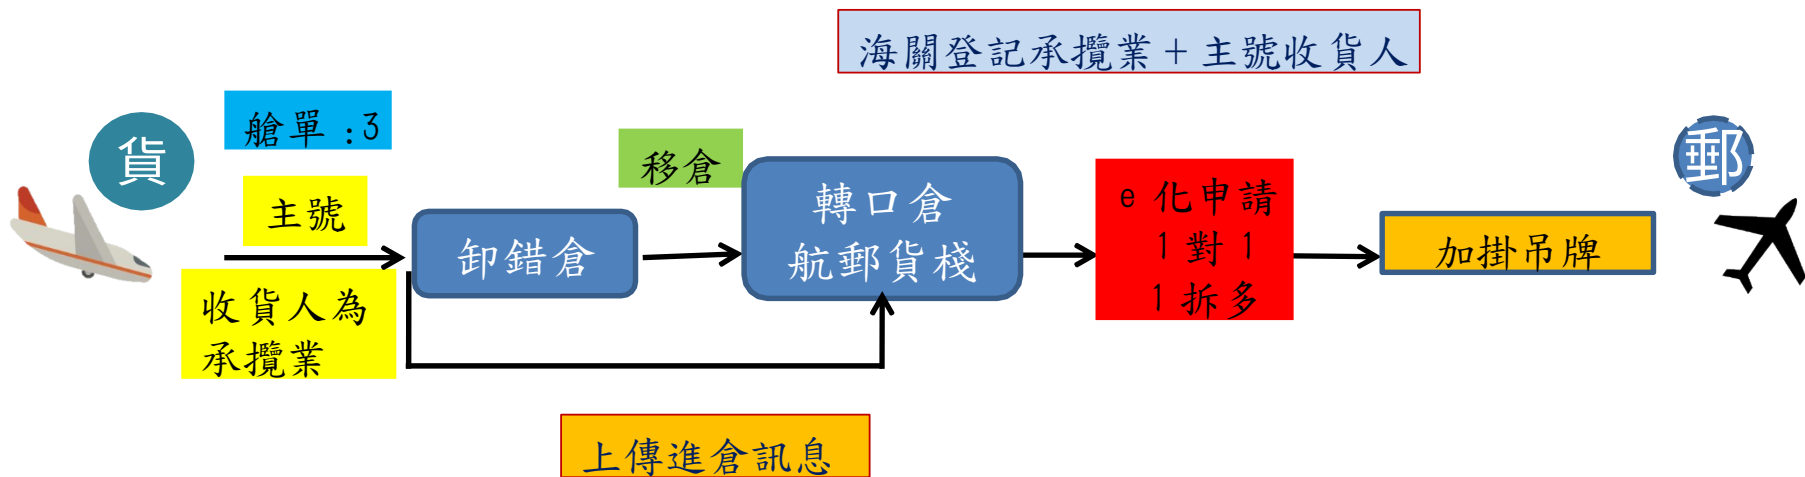 海關登記承攬業+主號收貨人
貨
艙單:3
主號
收貨人為
承攬業
卸錯倉
移倉
轉口倉
航郵貨棧
e 化申請
1 對 1
1 拆多
加掛吊牌
郵
上傳進倉訊息